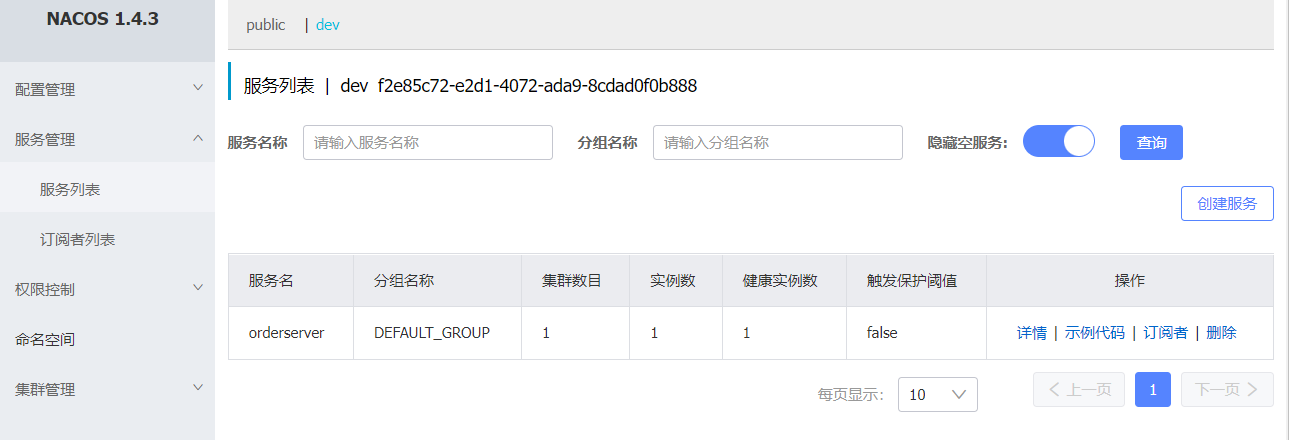 NACOS 1.4.3
配置管理
服务管理
服务列表
订阅者列表
权限控制
命名空间
集群管理
public | dev
服务列表 | dev f2e85c72-e2d1-4072-ada9-8cdad0f0b888
服务名称 请输入服务名称 分组名称 请输入分组名称 隐藏空服务: 查询
创建服务
服务名 分组名称 集群数目 实例数 健康实例数 触发保护阈值 操作
orderserver DEFAULT_GROUP 1 1 1 false 详情 | 示例代码 | 订阅者 | 删除
每页显示: 10 上一页 1 下一页